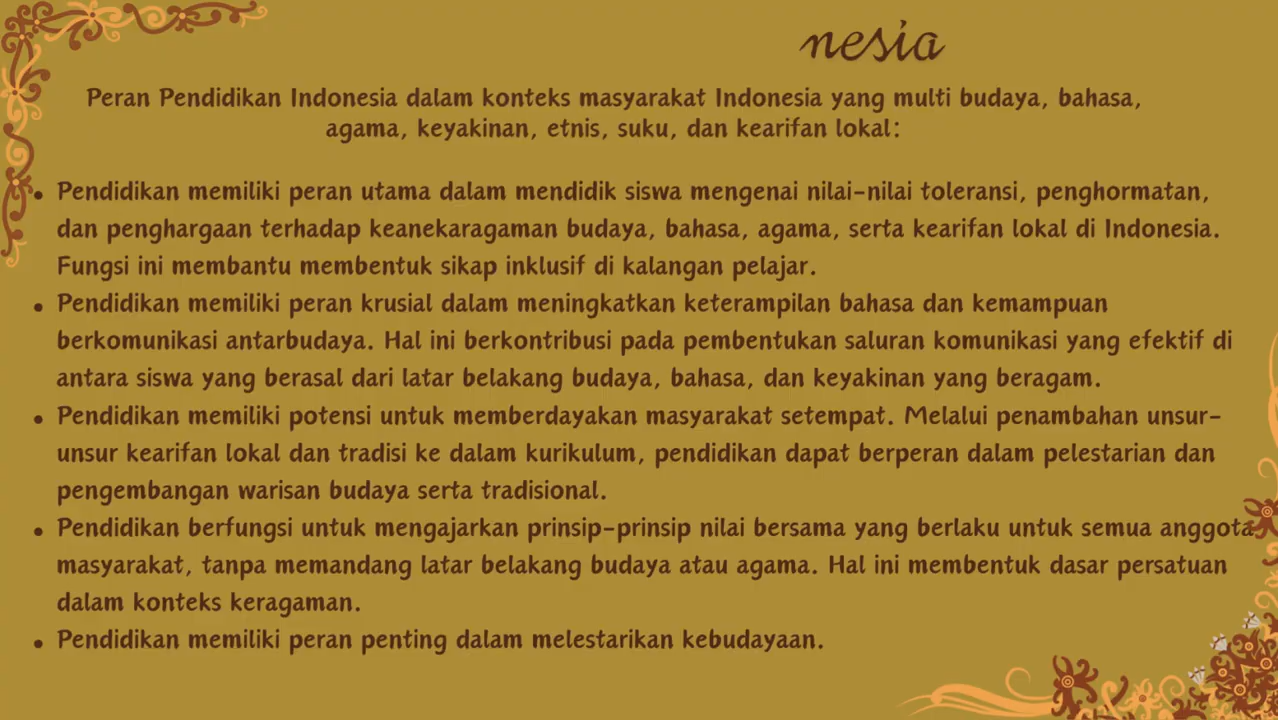 nesia
Peran Pendidikan Indonesia dalam konteks masyarakat Indonesia yang multi budaya, bahasa,
agama, keyakinan, etnis, suku, dan kearifan lokal:
• Pendidikan memiliki peran utama dalam mendidik siswa mengenai nilai-nilai toleransi, penghormatan,
dan penghargaan terhadap keanekaragaman budaya, bahasa, agama, serta kearifan lokal di Indonesia.
Fungsi ini membantu membentuk sikap inklusif di kalangan pelajar.
• Pendidikan memiliki peran krusial dalam meningkatkan keterampilan bahasa dan kemampuan
berkomunikasi antarbudaya. Hal ini berkontribusi pada pembentukan saluran komunikasi yang efektif di
antara siswa yang berasal dari latar belakang budaya, bahasa, dan keyakinan yang beragam.
• Pendidikan memiliki potensi untuk memberdayakan masyarakat setempat. Melalui penambahan unsur-
unsur kearifan lokal dan tradisi ke dalam kurikulum, pendidikan dapat berperan dalam pelestarian dan
pengembangan warisan budaya serta tradisional.
• Pendidikan berfungsi untuk mengajarkan prinsip-prinsip nilai bersama yang berlaku untuk semua anggota
masyarakat, tanpa memandang latar belakang budaya atau agama. Hal ini membentuk dasar persatuan
dalam konteks keragaman.
• Pendidikan memiliki peran penting dalam melestarikan kebudayaan.